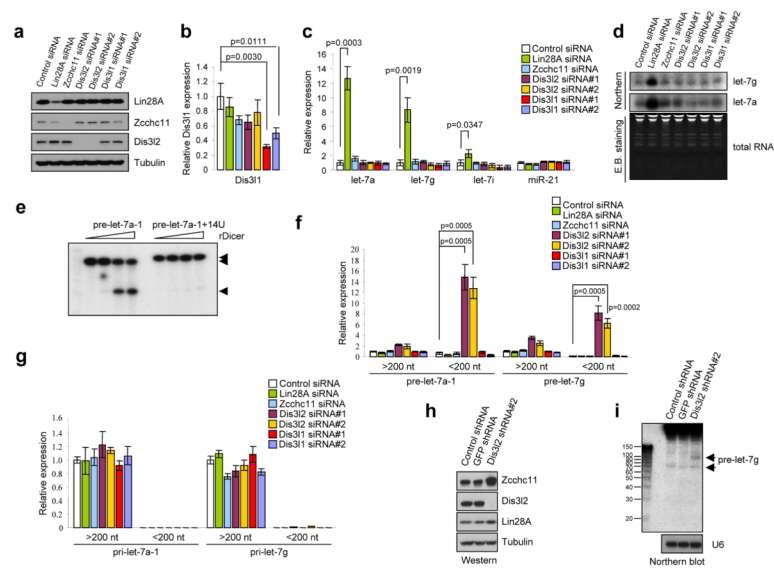 a
Control siRNA
Lin28A siRNA
Zcchc11 siRNA
Dis3l2 siRNA#1
Dis3l2 siRNA#2
Dis3l1 siRNA#1
Dis3l1 siRNA#2
Lin28A
Zcchc11
Dis3l2
Tubulin
b
p=0.0111
p=0.0030
Relative Dis3l1 expression
1.40
1.20
1.0
0.80
0.60
0.40
0.20
0.0
Dis3l1
c
p=0.0003
p=0.0019
p=0.0347
Relative expression
16
14
12
10
8
6
4
2
0
let-7a
let-7g
let-7i
miR-21
Control siRNA
Lin28A siRNA
Zcchc11 siRNA
Dis3l2 siRNA#1
Dis3l2 siRNA#2
Dis3l1 siRNA#1
Dis3l1 siRNA#2
d
Control siRNA
Lin28A siRNA
Zcchc11 siRNA
Dis3l2 siRNA#1
Dis3l2 siRNA#2
Dis3l1 siRNA#1
Dis3l1 siRNA#2
Northern
let-7g
let-7a
E.B. staining
total RNA
e
pre-let-7a-1
pre-let-7a-1+14U
rDicer
f
Control siRNA
Lin28A siRNA
Zcchc11 siRNA
Dis3l2 siRNA#1
Dis3l2 siRNA#2
Dis3l1 siRNA#1
Dis3l1 siRNA#2
p=0.0005
p=0.0005
p=0.0005
p=0.0002
Relative expression
20
18
16
14
12
10
8
6
4
2
0
>200 nt
<200 nt
>200 nt
<200 nt
pre-let-7a-1
pre-let-7g
g
Control siRNA
Lin28A siRNA
Zcchc11 siRNA
Dis3l2 siRNA#1
Dis3l2 siRNA#2
Dis3l1 siRNA#1
Dis3l1 siRNA#2
Relative expression
1.6
1.4
1.2
1.0
0.8
0.6
0.4
0.2
0.0
>200 nt
<200 nt
>200 nt
<200 nt
pri-let-7a-1
pri-let-7g
h
Control shRNA
GFP shRNA
Dis3l2 shRNA#2
Zcchc11
Dis3l2
Lin28A
Tubulin
Western
i
Control shRNA
GFP shRNA
Dis3l2 shRNA#2
150
100
50
40
30
20
pre-let-7g
U6
Northern blot